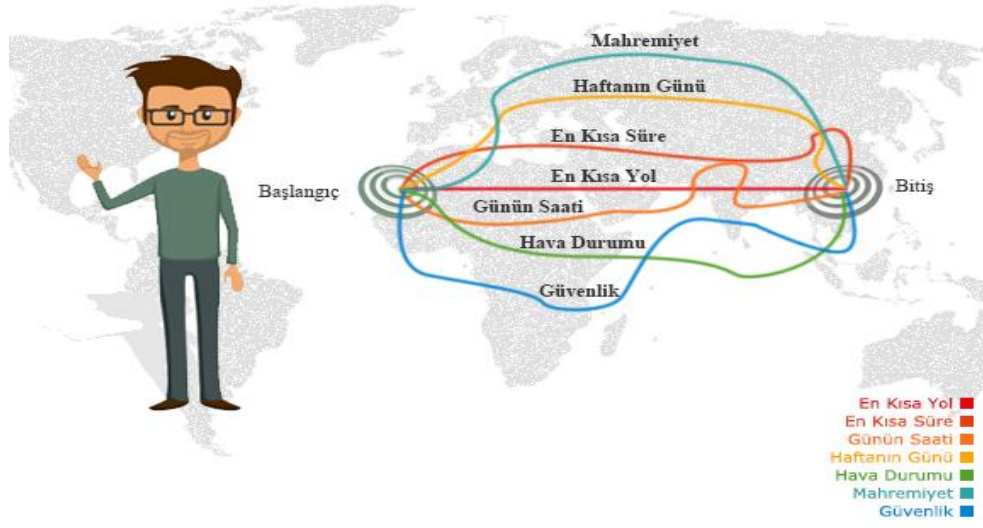 Mahremiyet
Haftanın Günü
En Kısa Süre
En Kısa Yol
Başlangıç
Bitiş
Günün Saati
Hava Durumu
Güvenlik
En Kısa Yol
En Kısa Süre
Günün Saati
Haftanın Günü
Hava Durumu
Mahremiyet
Güvenlik